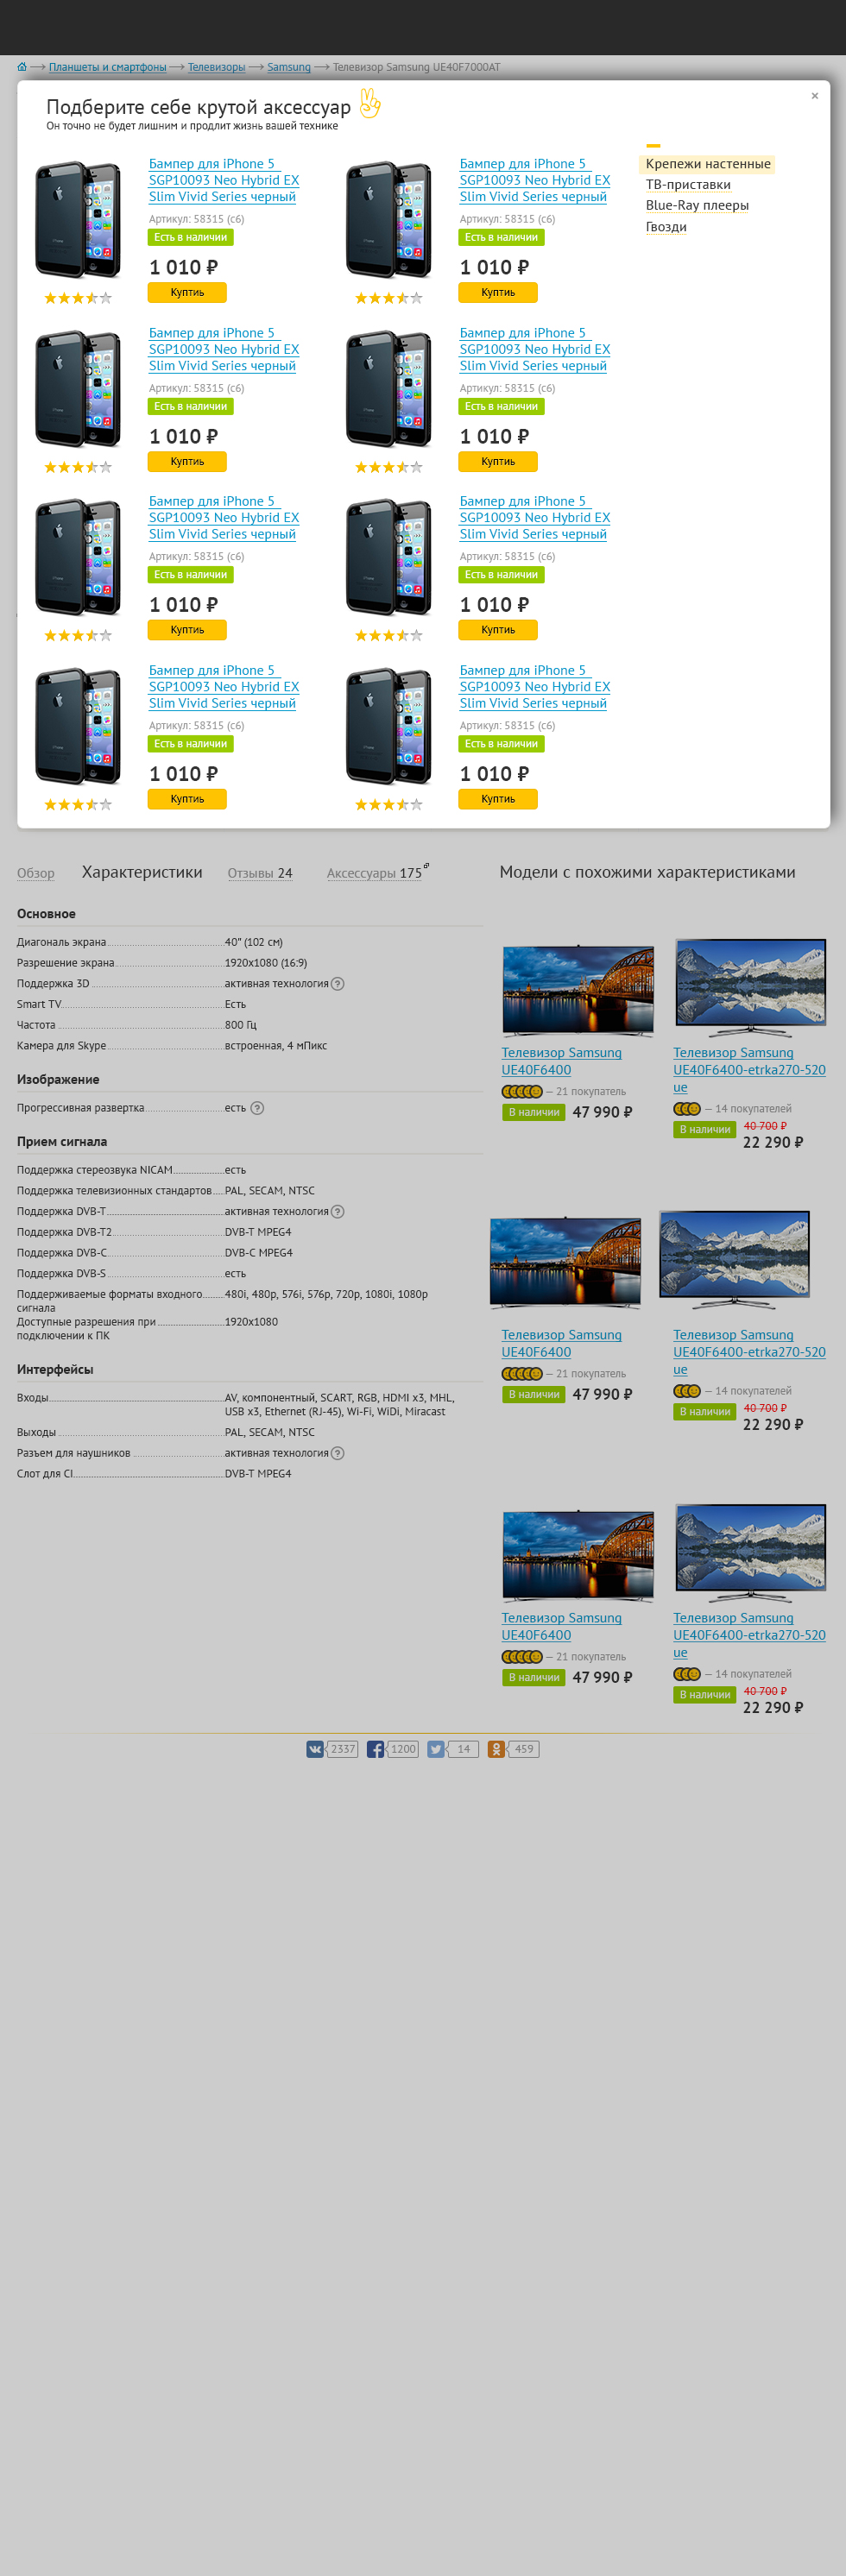 Планшеты и смартфоны Телевизоры Samsung Телевизор Samsung UE40F7000AT
Подберите себе крутой аксессуар
Он точно не будет лишним и продлит жизнь вашей технике
Бампер для iPhone 5
SGP10093 Neo Hybrid EX
Slim Vivid Series черный
Артикул: 58315 (с6)
Есть в наличии
1 010 ₽
Куптиь
Бампер для iPhone 5
SGP10093 Neo Hybrid EX
Slim Vivid Series черный
Артикул: 58315 (с6)
Есть в наличии
1 010 ₽
Куптиь
Крепежи настенные
ТВ-приставки
Blue-Ray плееры
Гвозди
Бампер для iPhone 5
SGP10093 Neo Hybrid EX
Slim Vivid Series черный
Артикул: 58315 (с6)
Есть в наличии
1 010 ₽
Куптиь
Бампер для iPhone 5
SGP10093 Neo Hybrid EX
Slim Vivid Series черный
Артикул: 58315 (с6)
Есть в наличии
1 010 ₽
Куптиь
Бампер для iPhone 5
SGP10093 Neo Hybrid EX
Slim Vivid Series черный
Артикул: 58315 (с6)
Есть в наличии
1 010 ₽
Куптиь
Бампер для iPhone 5
SGP10093 Neo Hybrid EX
Slim Vivid Series черный
Артикул: 58315 (с6)
Есть в наличии
1 010 ₽
Куптиь
Бампер для iPhone 5
SGP10093 Neo Hybrid EX
Slim Vivid Series черный
Артикул: 58315 (с6)
Есть в наличии
1 010 ₽
Куптиь
Бампер для iPhone 5
SGP10093 Neo Hybrid EX
Slim Vivid Series черный
Артикул: 58315 (с6)
Есть в наличии
1 010 ₽
Куптиь
Обзор Характеристики Отзывы 24 Аксессуары 175
Основное
Диагональ экрана 40" (102 см)
Разрешение экрана 1920x1080 (16:9)
Поддержка 3D активная технология ?
Smart TV Есть
Частота 800 Гц
Камера для Skype встроенная, 4 мПикс
Изображение
Прогрессивная развертка есть ?
Прием сигнала
Поддержка стереозвука NICAM есть
Поддержка телевизионных стандартов PAL, SECAM, NTSC
Поддержка DVB-T активная технология ?
Поддержка DVB-T2 DVB-T MPEG4
Поддержка DVB-C DVB-C MPEG4
Поддержка DVB-S есть
Поддерживаемые форматы входного 480i, 480p, 576i, 576p, 720p, 1080i, 1080p
сигнала
Доступные разрешения при 1920x1080
подключении к ПК
Интерфейсы
Входы AV, компонентный, SCART, RGB, HDMI x3, MHL,
USB x3, Ethernet (RJ-45), Wi-Fi, WiDi, Miracast
Выходы PAL, SECAM, NTSC
Разъем для наушников активная технология ?
Слот для CI DVB-T MPEG4
Модели с похожими характеристиками
Телевизор Samsung
UE40F6400
— 21 покупатель
В наличии 47 990 ₽
Телевизор Samsung
UE40F6400-etrka270-520
ue
— 14 покупателей
В наличии 40 700 ₽
22 290 ₽
Телевизор Samsung
UE40F6400
— 21 покупатель
В наличии 47 990 ₽
Телевизор Samsung
UE40F6400-etrka270-520
ue
— 14 покупателей
В наличии 40 700 ₽
22 290 ₽
Телевизор Samsung
UE40F6400
— 21 покупатель
В наличии 47 990 ₽
Телевизор Samsung
UE40F6400-etrka270-520
ue
— 14 покупателей
В наличии 40 700 ₽
22 290 ₽
2337 1200 14 459